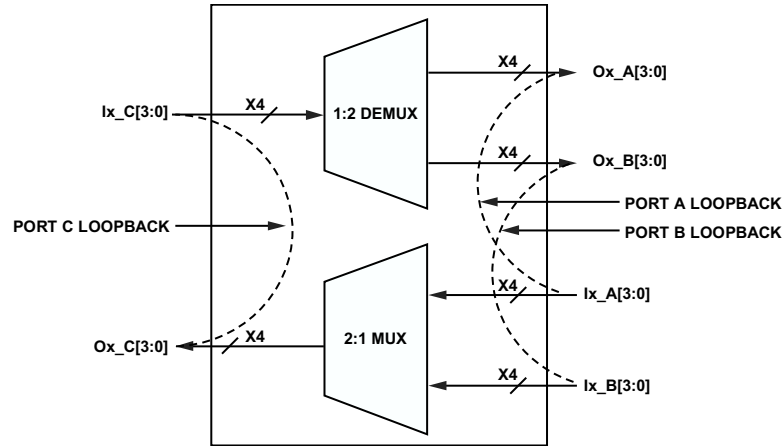 X4
Ox_A[3:0]
Ix_C[3:0]
X4
1:2 DEMUX
X4
Ox_B[3:0]
PORT A LOOPBACK
PORT C LOOPBACK
PORT B LOOPBACK
X4
Ix_A[3:0]
Ox_C[3:0]
X4
2:1 MUX
X4
Ix_B[3:0]